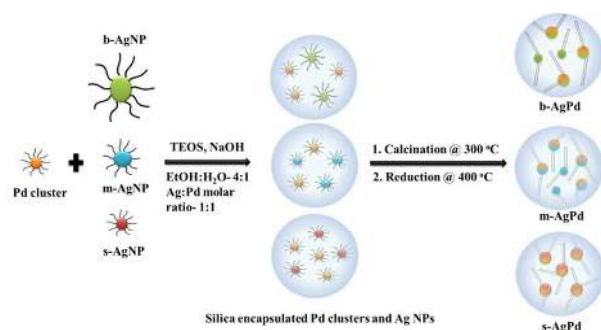 b-AgNP
Pd cluster
m-AgNP
s-AgNP
TEOS, NaOH
EtOH:H₂O- 4:1
Ag:Pd molar
ratio- 1:1
1. Calcination @ 300 °C
2. Reduction @ 400 °C
b-AgPd
m-AgPd
s-AgPd
Silica encapsulated Pd clusters and Ag NPs